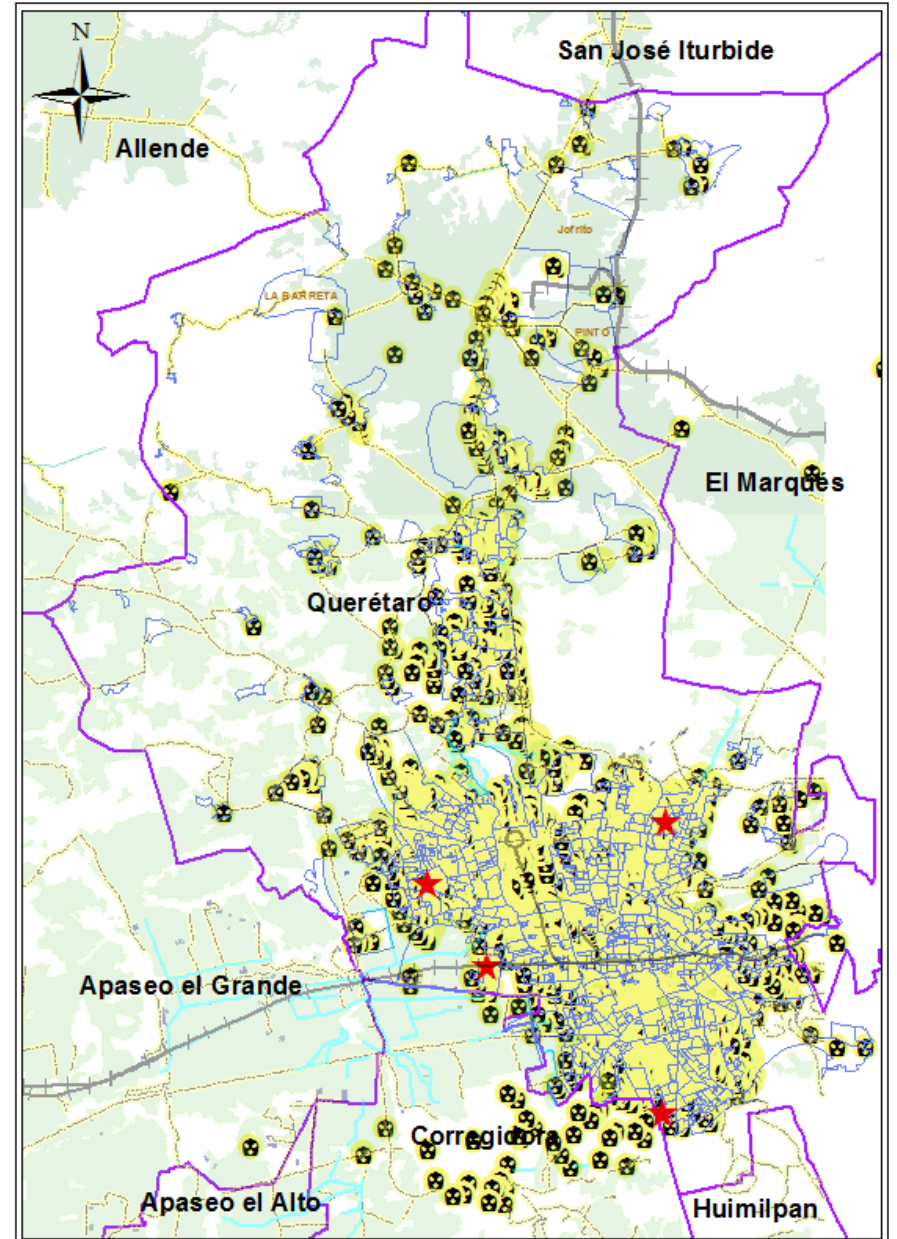 N
San José Iturbide
Allende
Jofrito
LA BARRETA
PINTO
El Marqués
Querétaro
Apaseo el Grande
Corregidora
Apaseo el Alto
Huimilpan